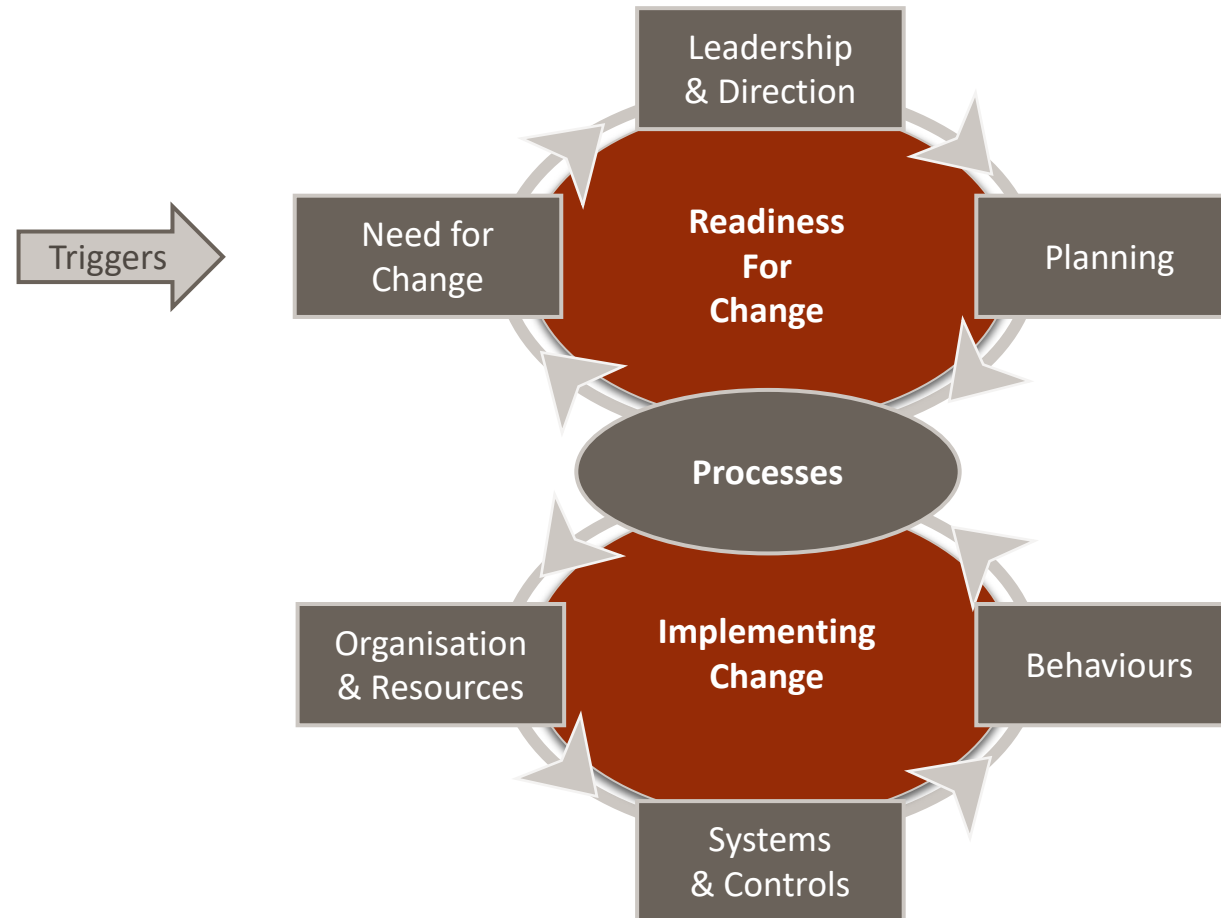 Leadership
& Direction
Triggers
Need for
Change
Readiness
For
Change
Planning
Processes
Organisation
& Resources
Implementing
Change
Behaviours
Systems
& Controls